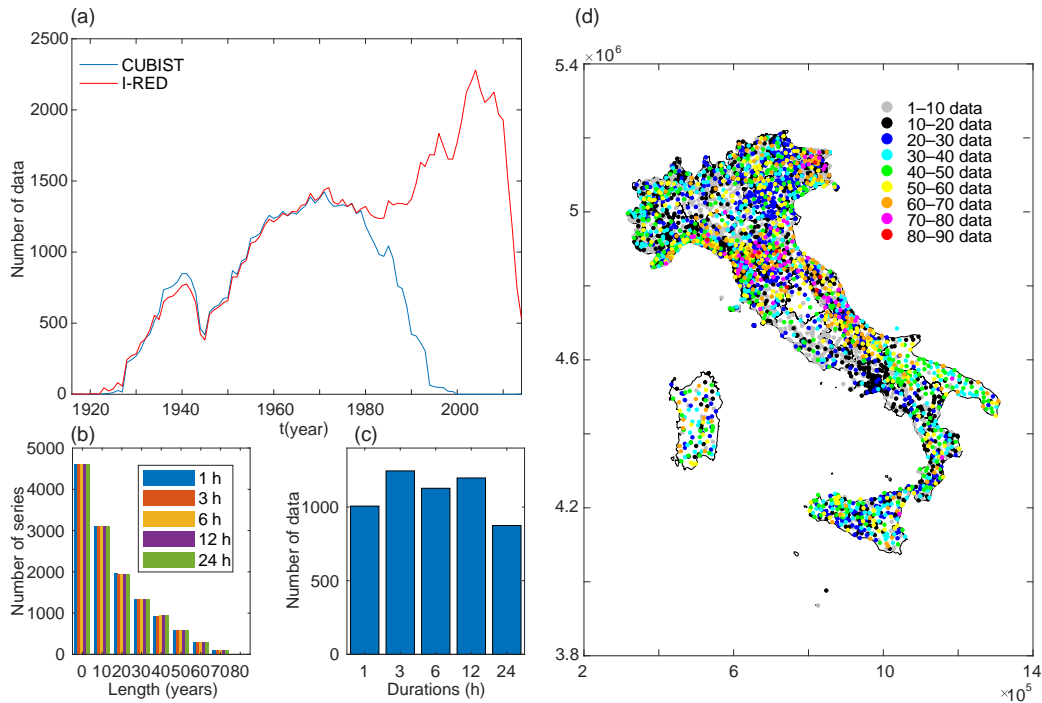 (a)
2500
2000
1500
1000
500
0
Number of data
CUBIST
I-RED
1920
1940
1960
1980
2000
t(year)
(b)
5000
4000
3000
2000
1000
0
Number of series
1 h
3 h
6 h
12 h
24 h
0 10 20 30 40 50 60 70 80
Length (years)
(c)
1000
500
0
Number of data
1
3
6
12
24
Durations (h)
(d)
×10⁶
5.4
5
4.6
4.2
3.8
1–10 data
10–20 data
20–30 data
30–40 data
40–50 data
50–60 data
60–70 data
70–80 data
80–90 data
2
6
10
14
×10⁵